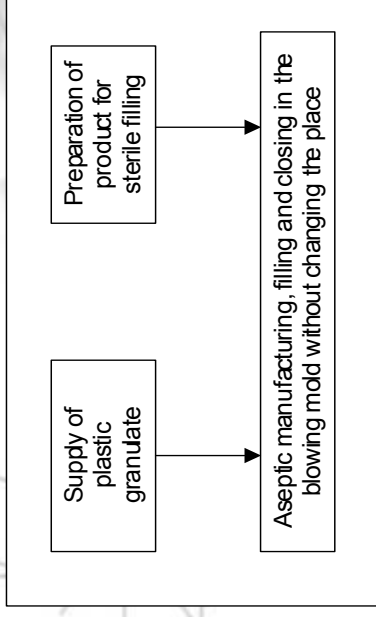 Supply of
plastic
granulate
Preparation of
product for
sterile filling
Aseptic manufacturing, filling and closing in the
blowing mold without changing the place